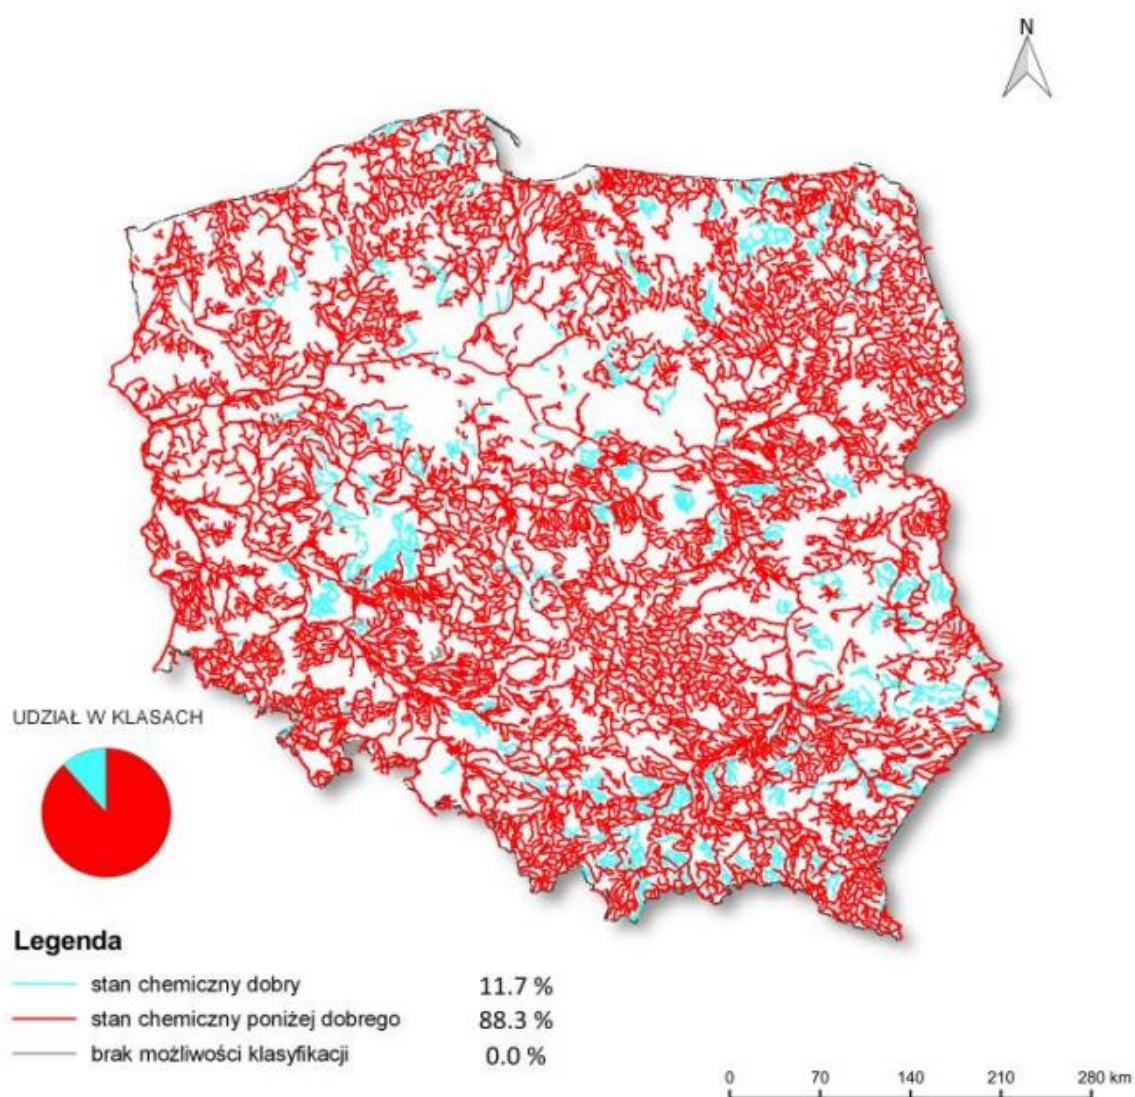 N
UDZIAŁ W KLASACH
Legenda
stan chemiczny dobry 11.7 %
stan chemiczny poniżej dobrego 88.3 %
brak możliwości klasyfikacji 0.0 %
0 70 140 210 280 km